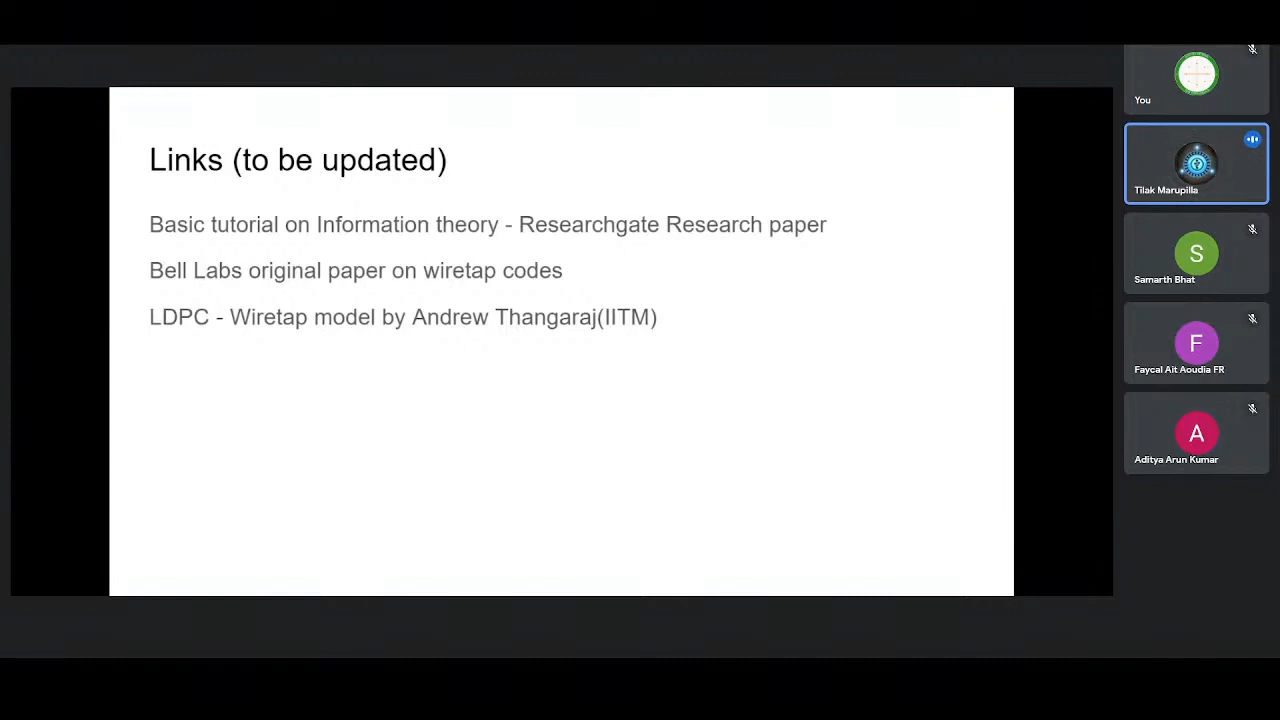 Links (to be updated)
Basic tutorial on Information theory - Researchgate Research paper
Bell Labs original paper on wiretap codes
LDPC - Wiretap model by Andrew Thangaraj(IITM)
You
Tilak Marupilla
S
Samarth Bhat
F
Faycal Ait Aoudia FR
A
Aditya Arun Kumar